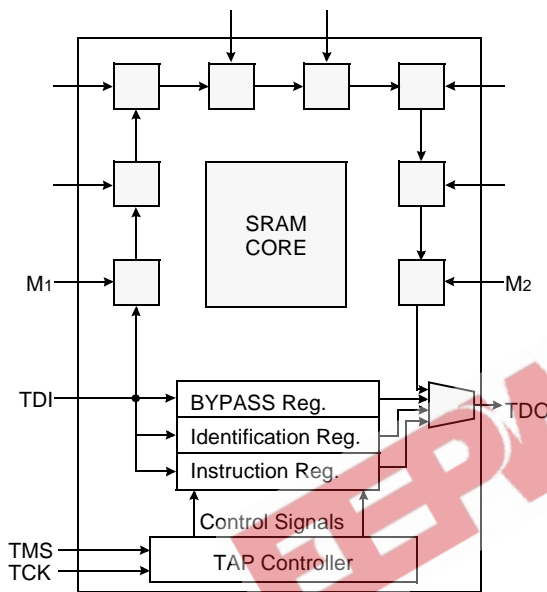 SRAM
CORE
M1
M2
TDI
BYPASS Reg.
TDO
Identification Reg.
Instruction Reg.
Control Signals
TMS
TCK
TAP Controller